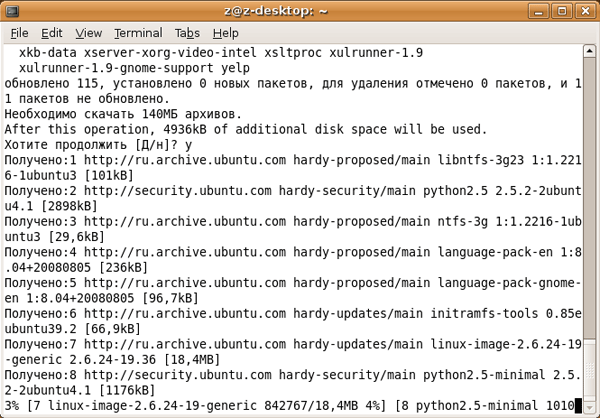 z@z-desktop: ~
File Edit View Terminal Tabs Help
xkb-data xserver-xorg-video-intel xsltproc xulrunner-1.9
xulrunner-1.9-gnome-support yelp
обновлено 115, установлено 0 новых пакетов, для удаления отмечено 0 пакетов, и 1
1 пакетов не обновлено.
Необходимо скачать 140МБ архивов.
After this operation, 4936kB of additional disk space will be used.
Хотите продолжить [Д/н]? y
Получено:1 http://ru.archive.ubuntu.com hardy-proposed/main libntfs-3g23 1:1.221
6-1ubuntu3 [101kB]
Получено:2 http://security.ubuntu.com hardy-security/main python2.5 2.5.2-2ubunt
u4.1 [2898kB]
Получено:3 http://ru.archive.ubuntu.com hardy-proposed/main ntfs-3g 1:1.2216-1ub
untu3 [29,6kB]
Получено:4 http://ru.archive.ubuntu.com hardy-proposed/main language-pack-en 1:8
.04+20080805 [236kB]
Получено:5 http://ru.archive.ubuntu.com hardy-proposed/main language-pack-gnome-
en 1:8.04+20080805 [96,7kB]
Получено:6 http://ru.archive.ubuntu.com hardy-updates/main initramfs-tools 0.85e
ubuntu39.2 [66,9kB]
Получено:7 http://ru.archive.ubuntu.com hardy-updates/main linux-image-2.6.24-19
-generic 2.6.24-19.36 [18,4MB]
Получено:8 http://security.ubuntu.com hardy-security/main python2.5-minimal 2.5.
2-2ubuntu4.1 [1176kB]
3% [7 linux-image-2.6.24-19-generic 842767/18,4MB 4%] [8 python2.5-minimal 1010